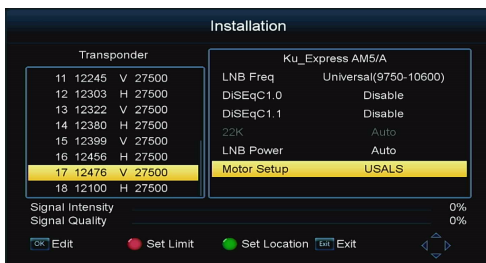 Installation
Transponder
11 12245 V 27500
12 12303 H 27500
13 12322 V 27500
14 12380 H 27500
15 12399 V 27500
16 12456 H 27500
17 12476 V 27500
18 12100 H 27500
Ku_Express AM5/A
LNB Freq Universal(9750-10600)
DiSEqC1.0 Disable
DiSEqC1.1 Disable
22K Auto
LNB Power Auto
Motor Setup USALS
Signal Intensity 0%
Signal Quality 0%
OK Edit Set Limit Set Location Exit Exit